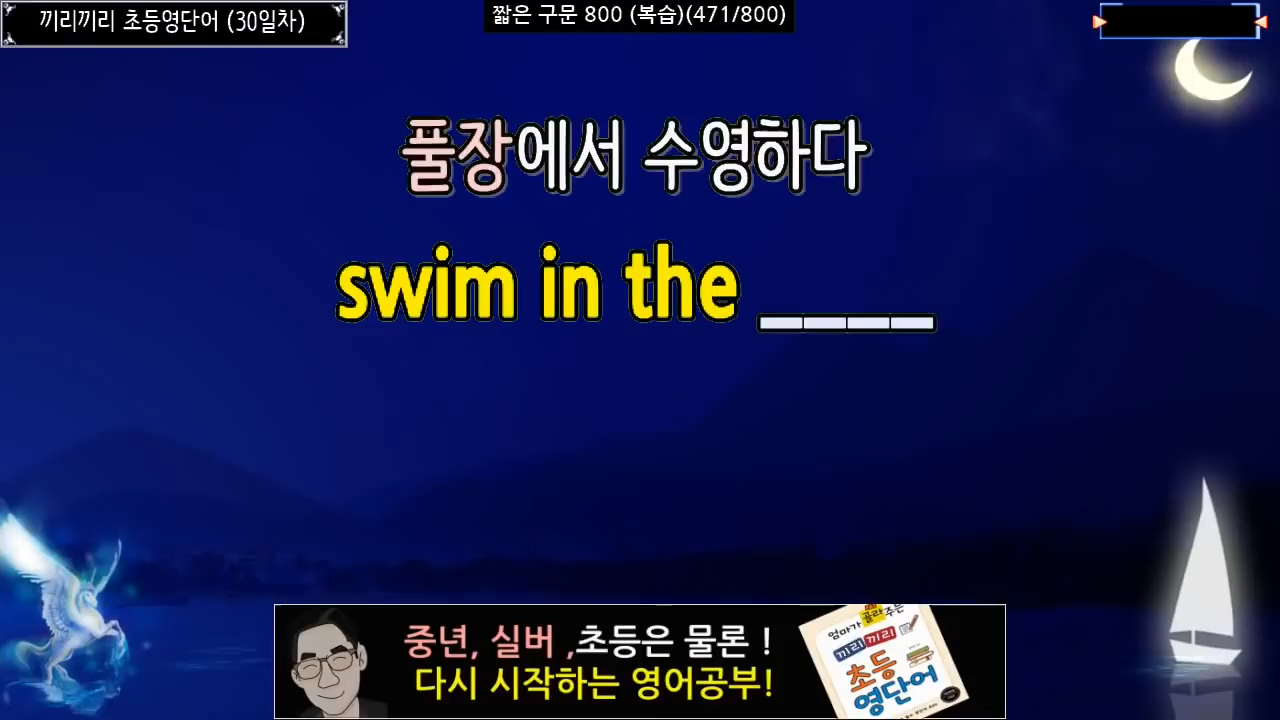 끼리끼리 초등영단어 (30일차)
짧은 구문 800 (복습)(471/800)
풀장에서 수영하다
swim in the ____
중년, 실버 ,초등은 물론 !
다시 시작하는 영어공부!
엄마가 골라주는
끼리끼리
초등
영단어